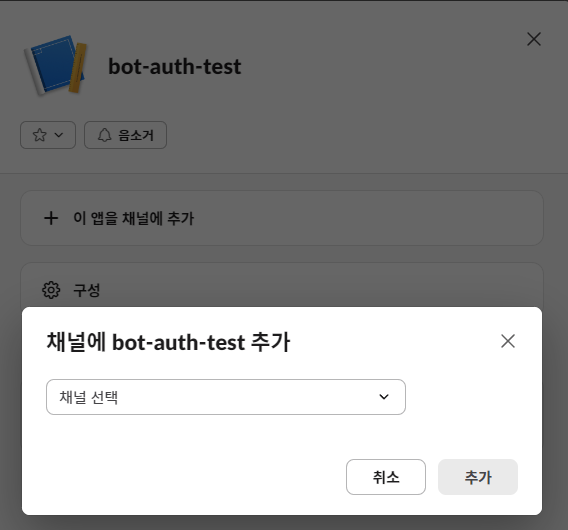 bot-auth-test
음소거
이 앱을 채널에 추가
구성
채널에 bot-auth-test 추가
채널 선택
취소
추가